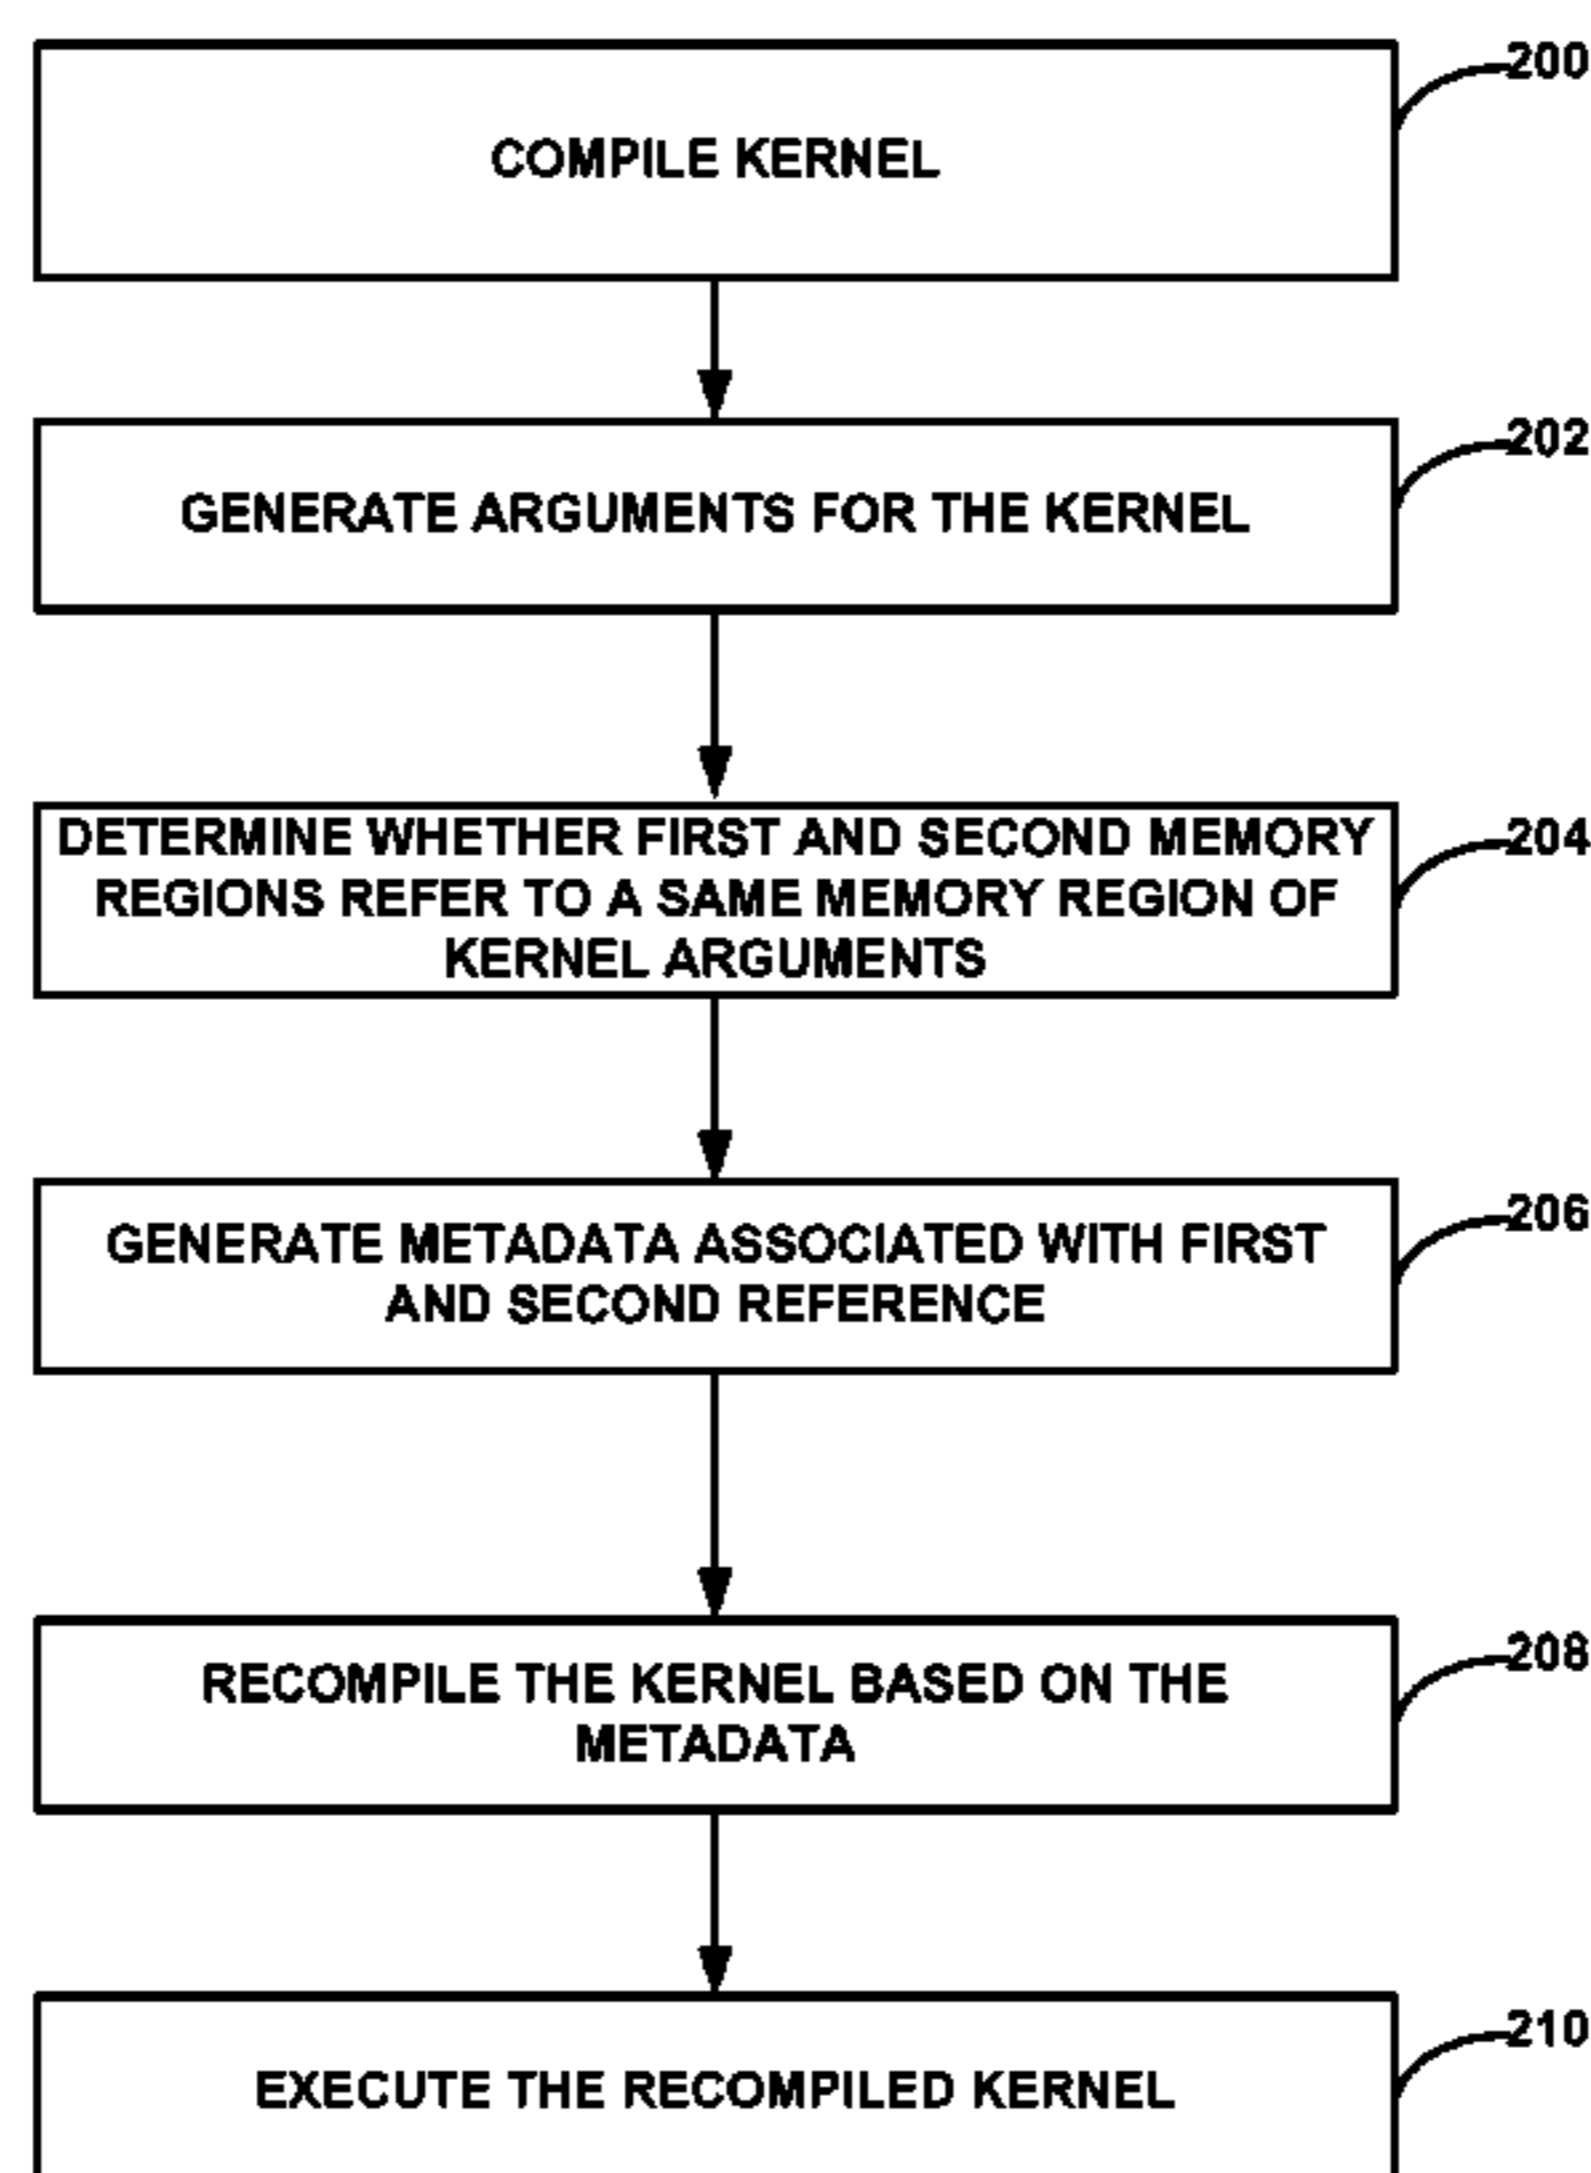 200
COMPILE KERNEL
202
GENERATE ARGUMENTS FOR THE KERNEL
204
DETERMINE WHETHER FIRST AND SECOND MEMORY
REGIONS REFER TO A SAME MEMORY REGION OF
KERNEL ARGUMENTS
206
GENERATE METADATA ASSOCIATED WITH FIRST
AND SECOND REFERENCE
208
RECOMPILE THE KERNEL BASED ON THE
METADATA
210
EXECUTE THE RECOMPILED KERNEL